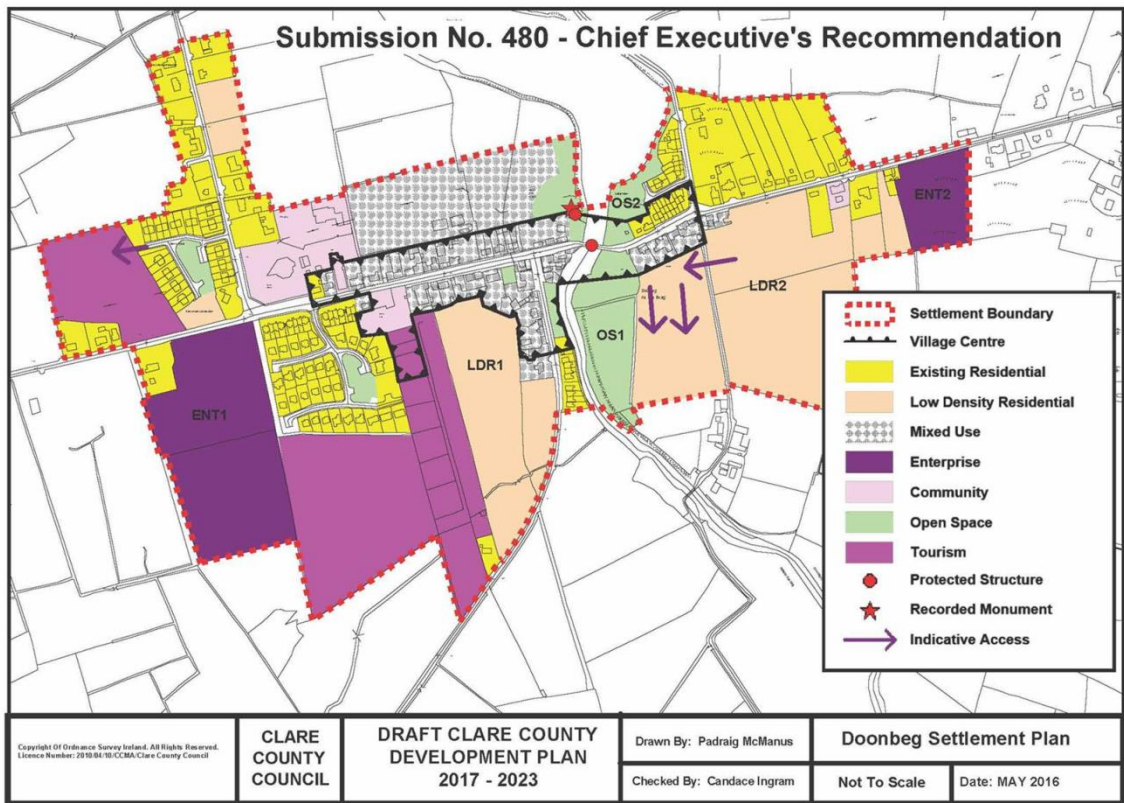 Submission No. 480 - Chief Executive's Recommendation
ENT2
OS2
LDR2
OS1
LDR1
ENT1
Settlement Boundary
Village Centre
Existing Residential
Low Density Residential
Mixed Use
Enterprise
Community
Open Space
Tourism
Protected Structure
Recorded Monument
Indicative Access
Copyright Of Ordnance Survey Ireland. All Rights Reserved.
Licence Number: 2010/04/10/CCMA/Clare County Council
CLARE
COUNTY
COUNCIL
DRAFT CLARE COUNTY
DEVELOPMENT PLAN
2017 - 2023
Drawn By: Padraig McManus
Checked By: Candace Ingram
Doonbeg Settlement Plan
Not To Scale
Date: MAY 2016